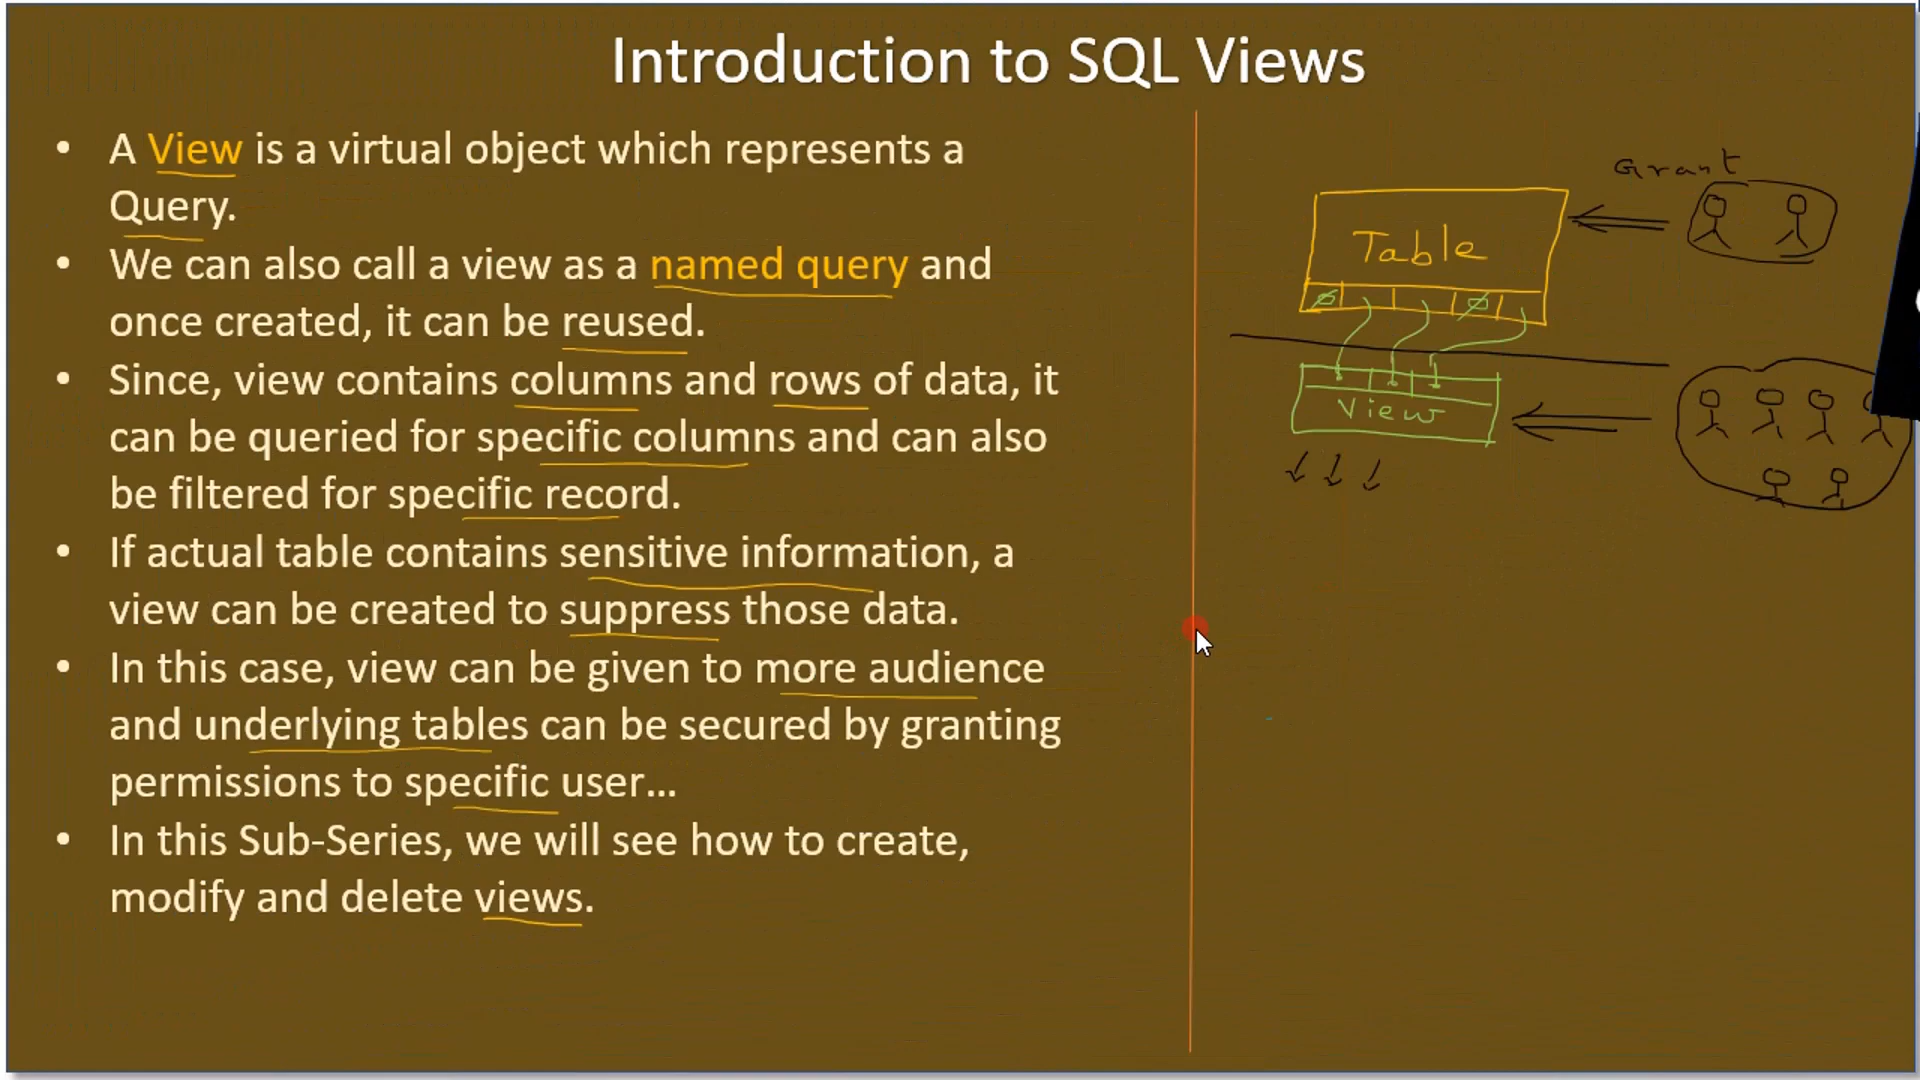 Introduction to SQL Views
• A View is a virtual object which represents a
Query.
• We can also call a view as a named query and
once created, it can be reused.
• Since, view contains columns and rows of data, it
can be queried for specific columns and can also
be filtered for specific record.
• If actual table contains sensitive information, a
view can be created to suppress those data.
• In this case, view can be given to more audience
and underlying tables can be secured by granting
permissions to specific user...
• In this Sub-Series, we will see how to create,
modify and delete views.
Grant
Table
View